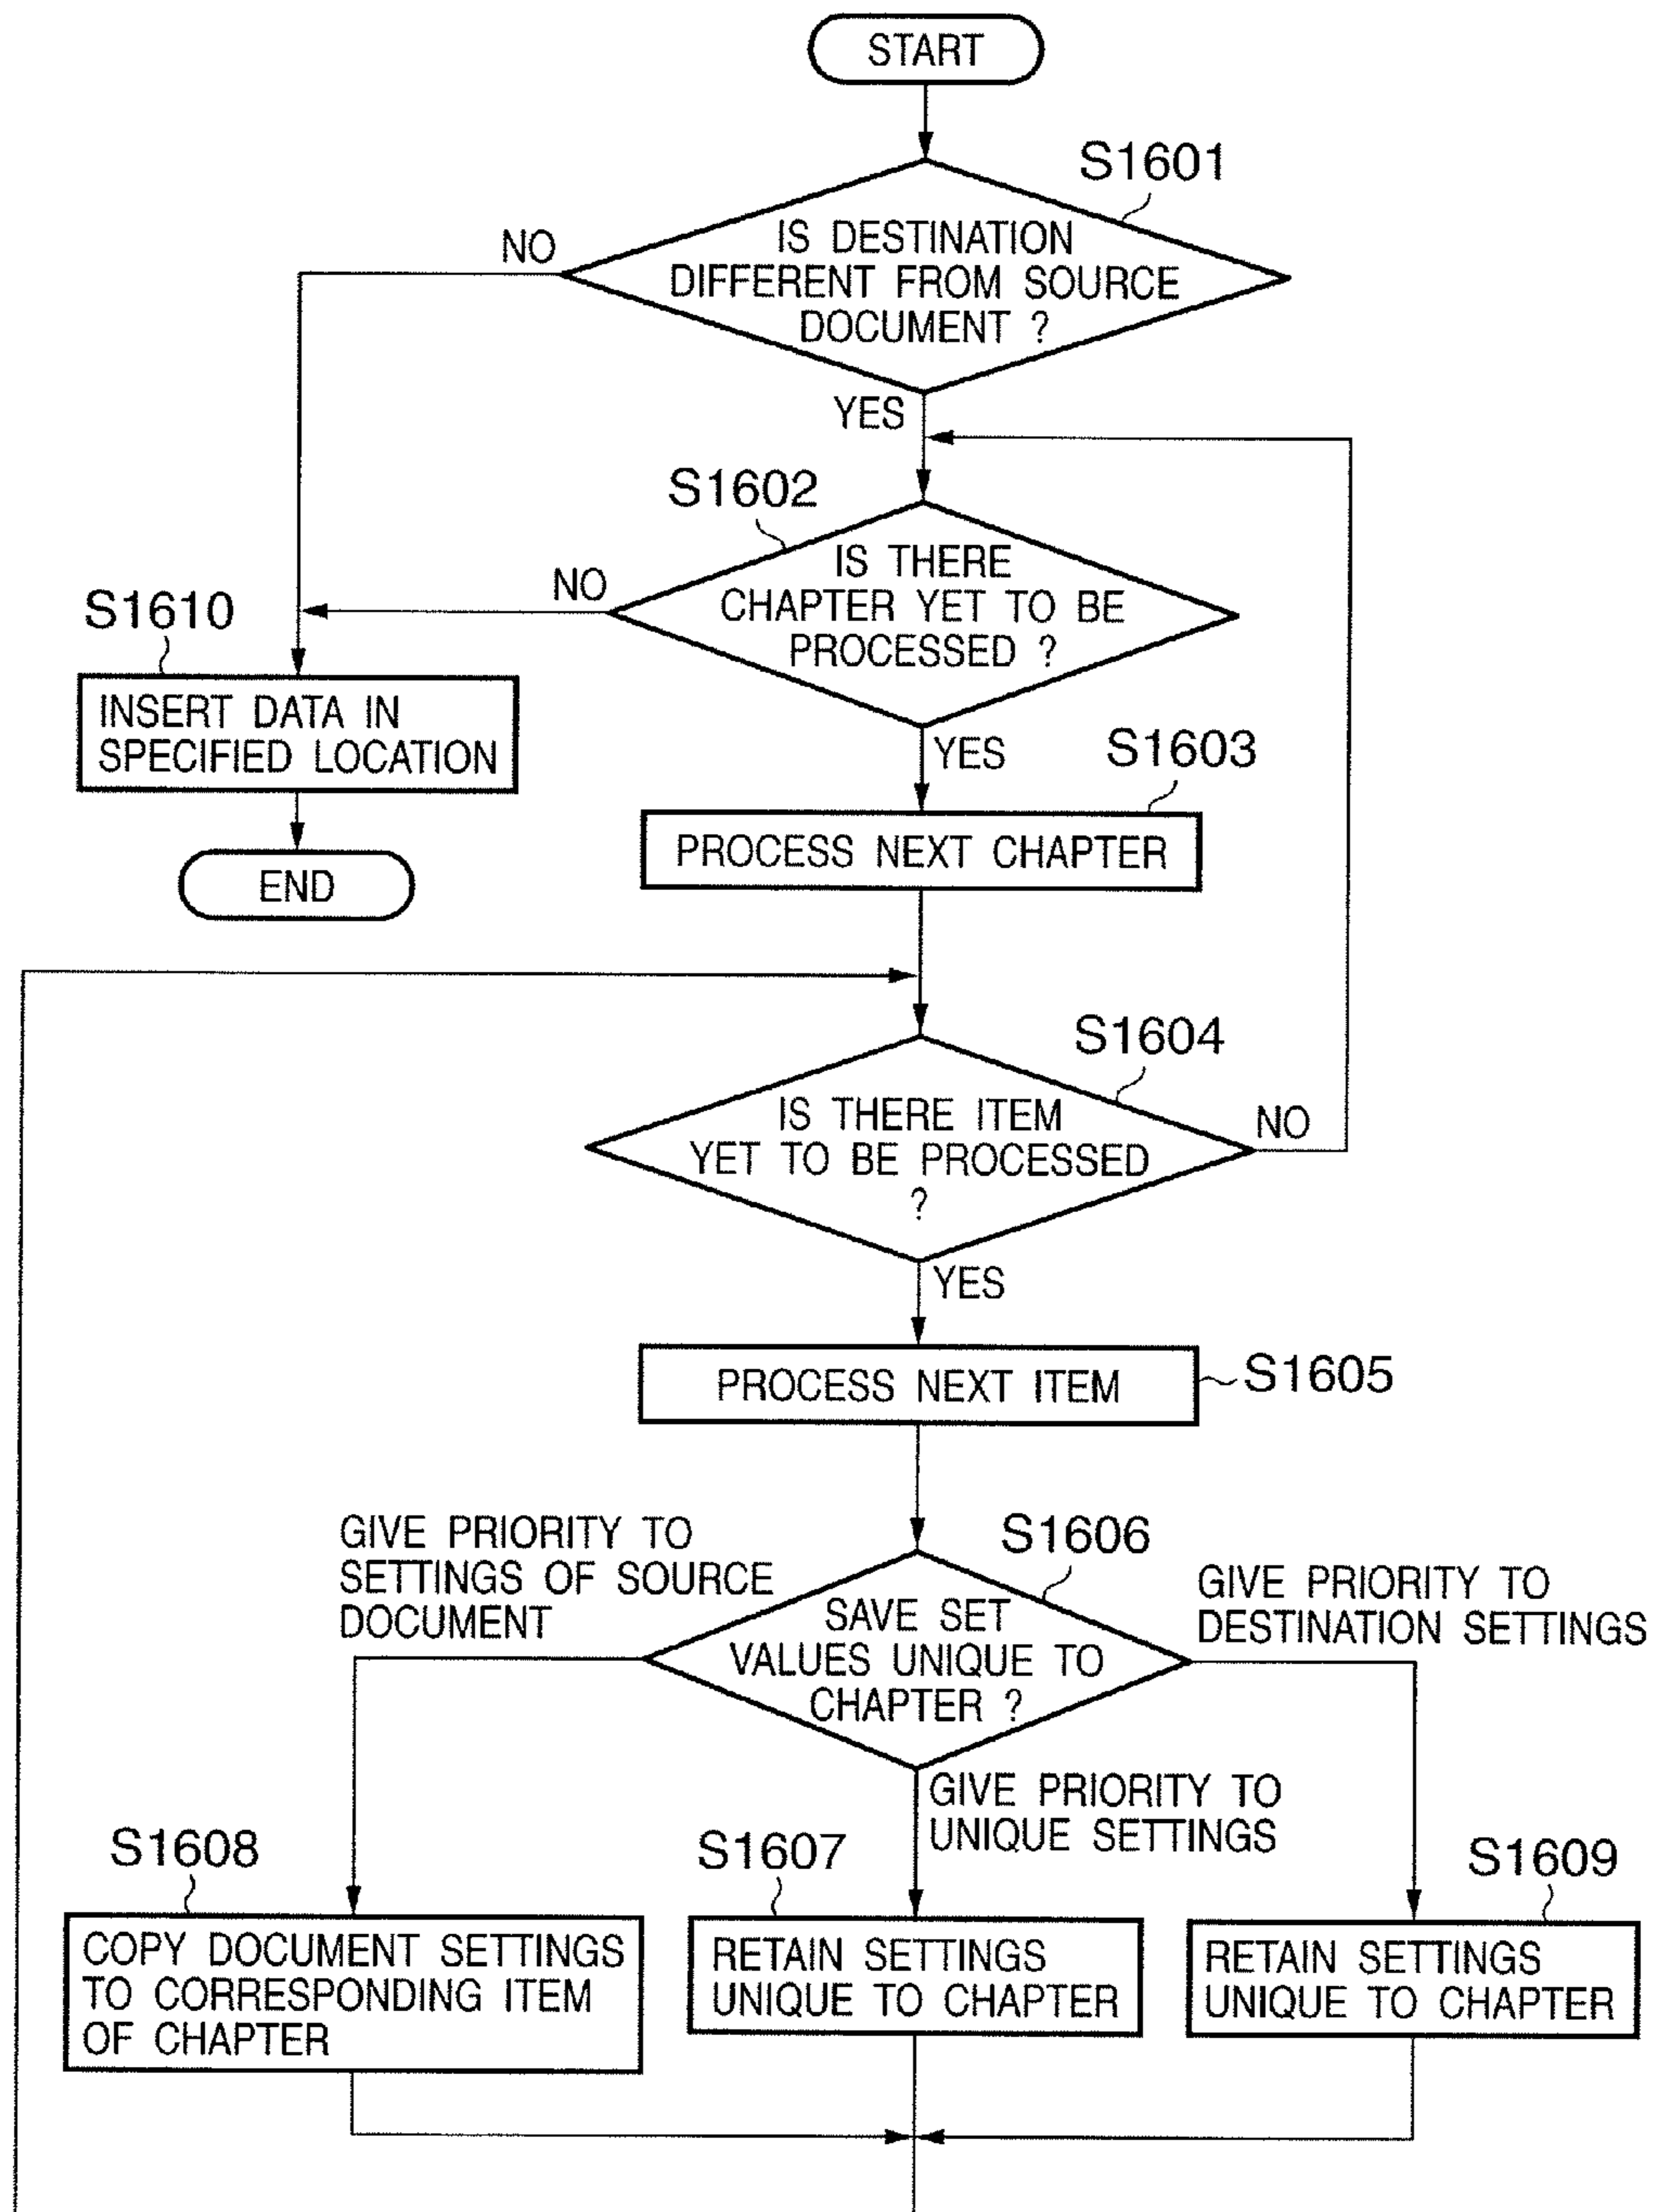 START
S1601
IS DESTINATION
DIFFERENT FROM SOURCE
DOCUMENT ?
NO
YES
S1602
IS THERE
CHAPTER YET TO BE
PROCESSED ?
NO
S1610
INSERT DATA IN
SPECIFIED LOCATION
END
YES
S1603
PROCESS NEXT CHAPTER
S1604
IS THERE ITEM
YET TO BE PROCESSED
?
NO
YES
PROCESS NEXT ITEM
S1605
GIVE PRIORITY TO
SETTINGS OF SOURCE
DOCUMENT
S1606
SAVE SET
VALUES UNIQUE TO
CHAPTER ?
GIVE PRIORITY TO
DESTINATION SETTINGS
GIVE PRIORITY TO
UNIQUE SETTINGS
S1608
COPY DOCUMENT SETTINGS
TO CORRESPONDING ITEM
OF CHAPTER
S1607
RETAIN SETTINGS
UNIQUE TO CHAPTER
S1609
RETAIN SETTINGS
UNIQUE TO CHAPTER